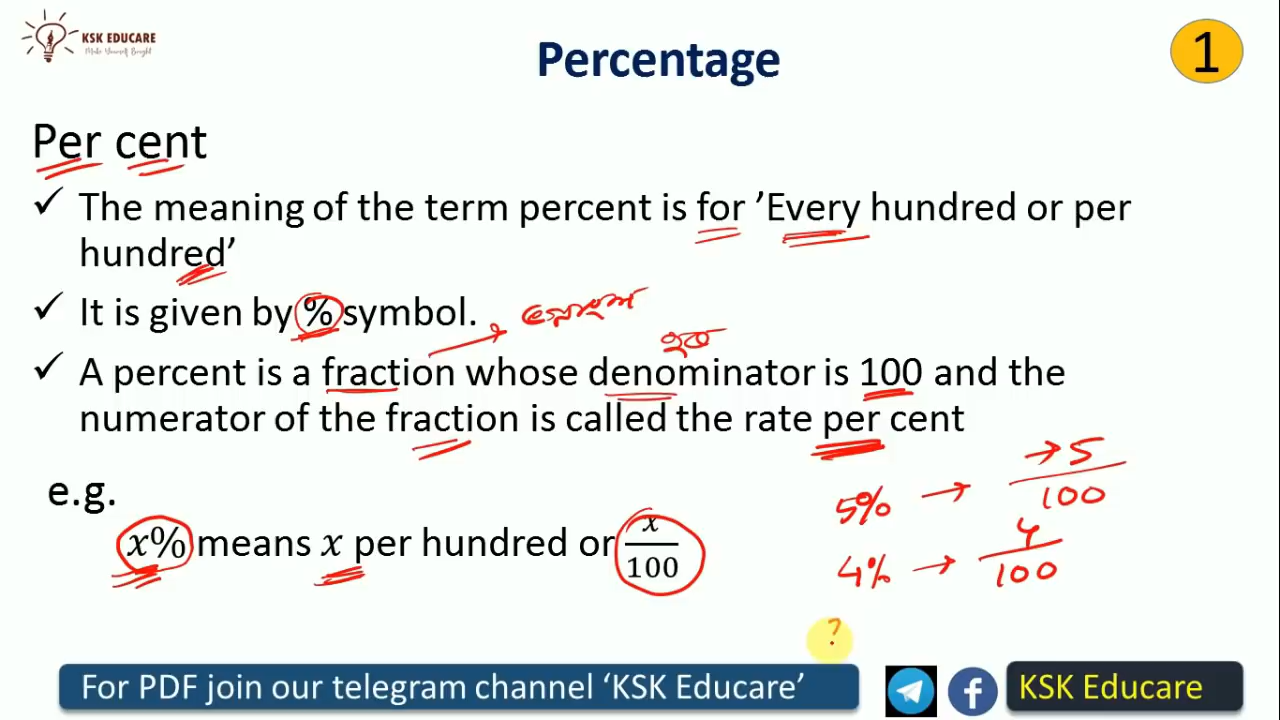 KSK EDUCARE
Make Yourself Bright
Percentage
1
Per cent
✓ The meaning of the term percent is for ’Every hundred or per
hundred’
✓ It is given by % symbol.
✓ A percent is a fraction whose denominator is 100 and the
numerator of the fraction is called the rate per cent
e.g.
x% means x per hundred or x/100
5% → → 5/100
4% → 4/100
?
For PDF join our telegram channel ‘KSK Educare’
KSK Educare